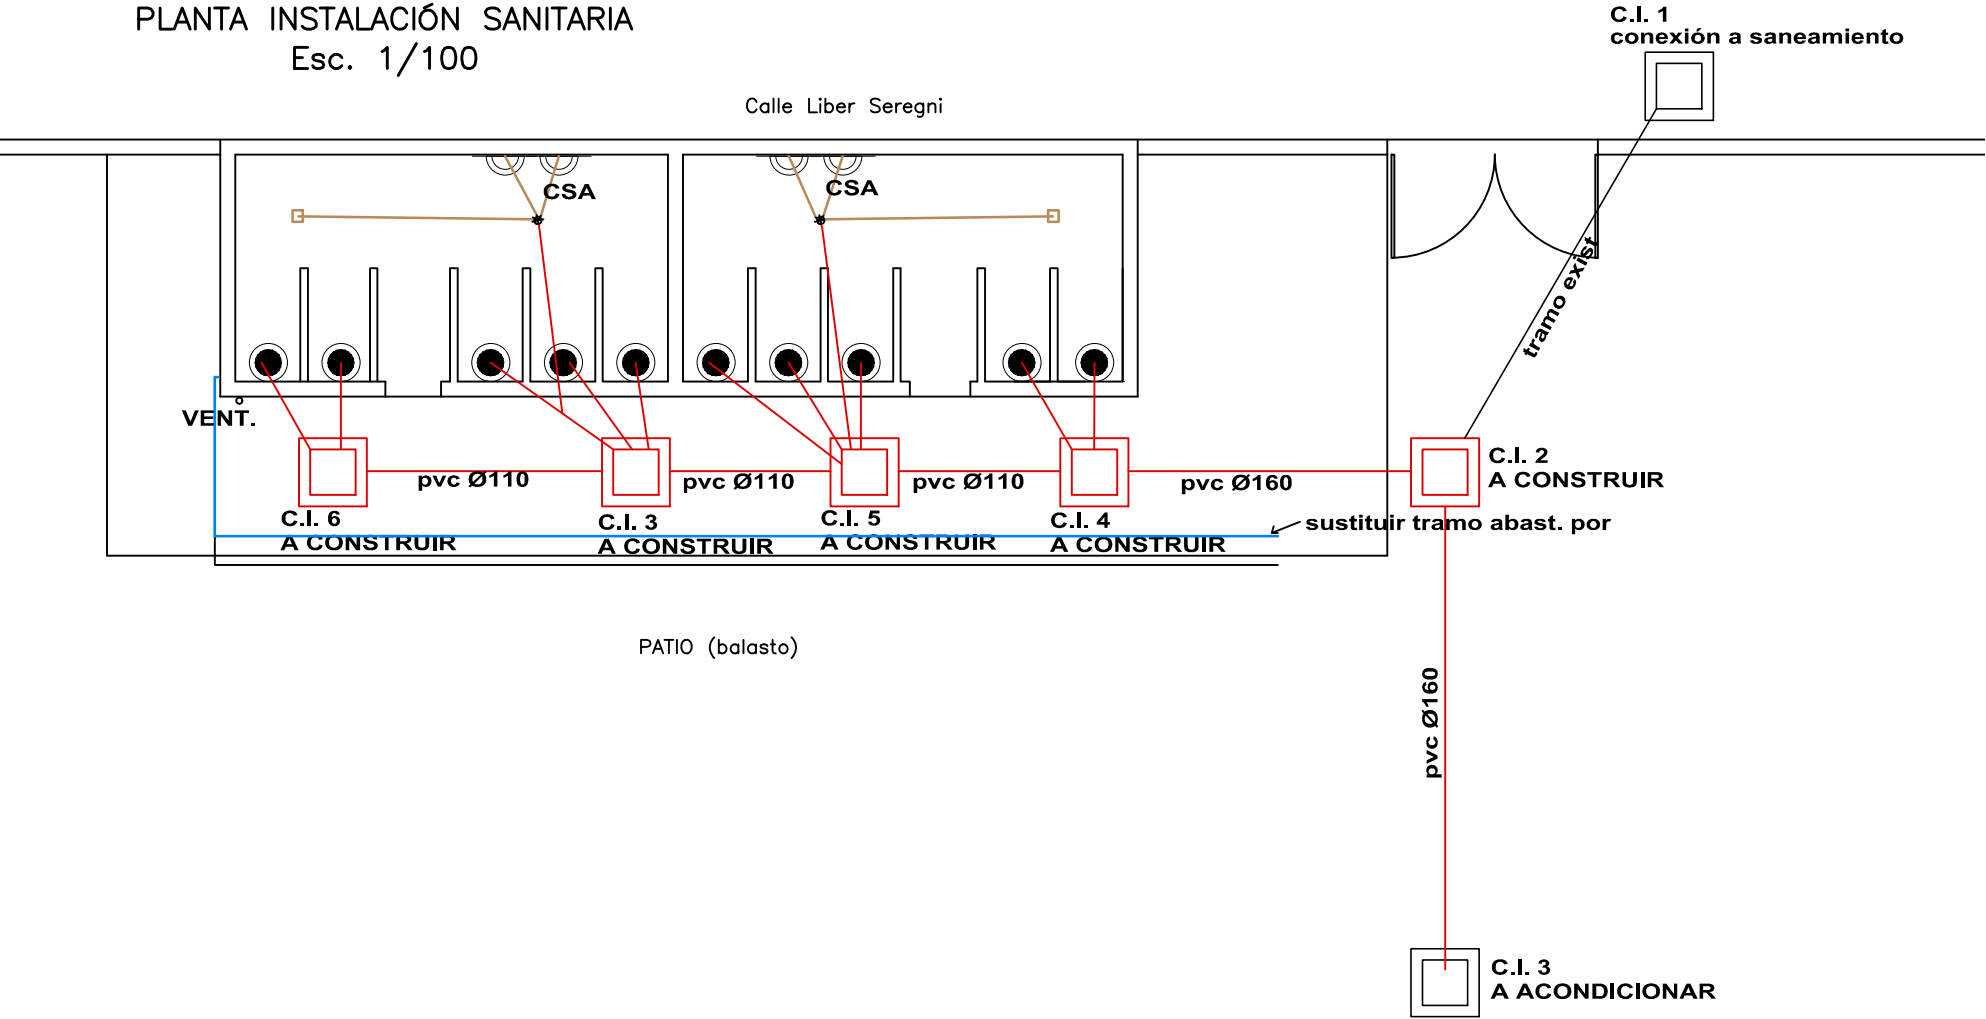 PLANTA INSTALACIÓN SANITARIA
Esc. 1/100
C.I. 1
conexión a saneamiento
Calle Liber Seregni
CSA
CSA
tramo exist
VENT.
pvc Ø110
pvc Ø110
pvc Ø110
pvc Ø160
C.I. 2
A CONSTRUIR
C.I. 6
A CONSTRUIR
C.I. 3
A CONSTRUIR
C.I. 5
A CONSTRUIR
C.I. 4
A CONSTRUIR
sustituir tramo abast. por
PATIO (balasto)
pvc Ø160
C.I. 3
A ACONDICIONAR